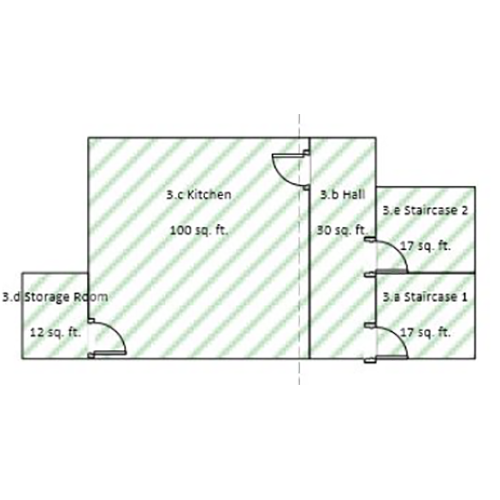 3.c Kitchen
100 sq. ft.
3.b Hall
30 sq. ft.
3.e Staircase 2
17 sq. ft.
3.d Storage Room
12 sq. ft.
3.a Staircase 1
17 sq. ft.